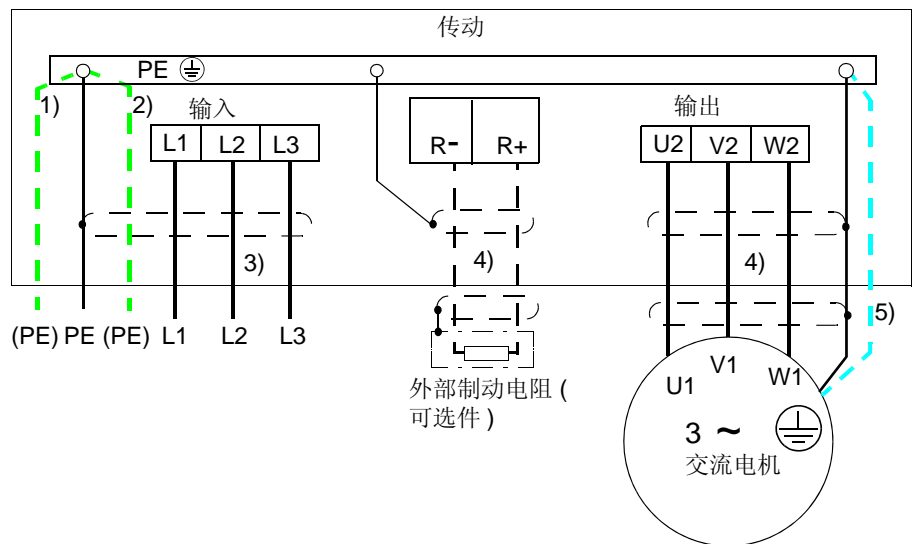 传动
PE
1)
2)
输入
输出
L1 L2 L3
R- R+
U2 V2 W2
3)
4)
4)
5)
(PE) PE (PE) L1 L2 L3
外部制动电阻 (
可选件 )
U1 V1 W1
3 ~
交流电机